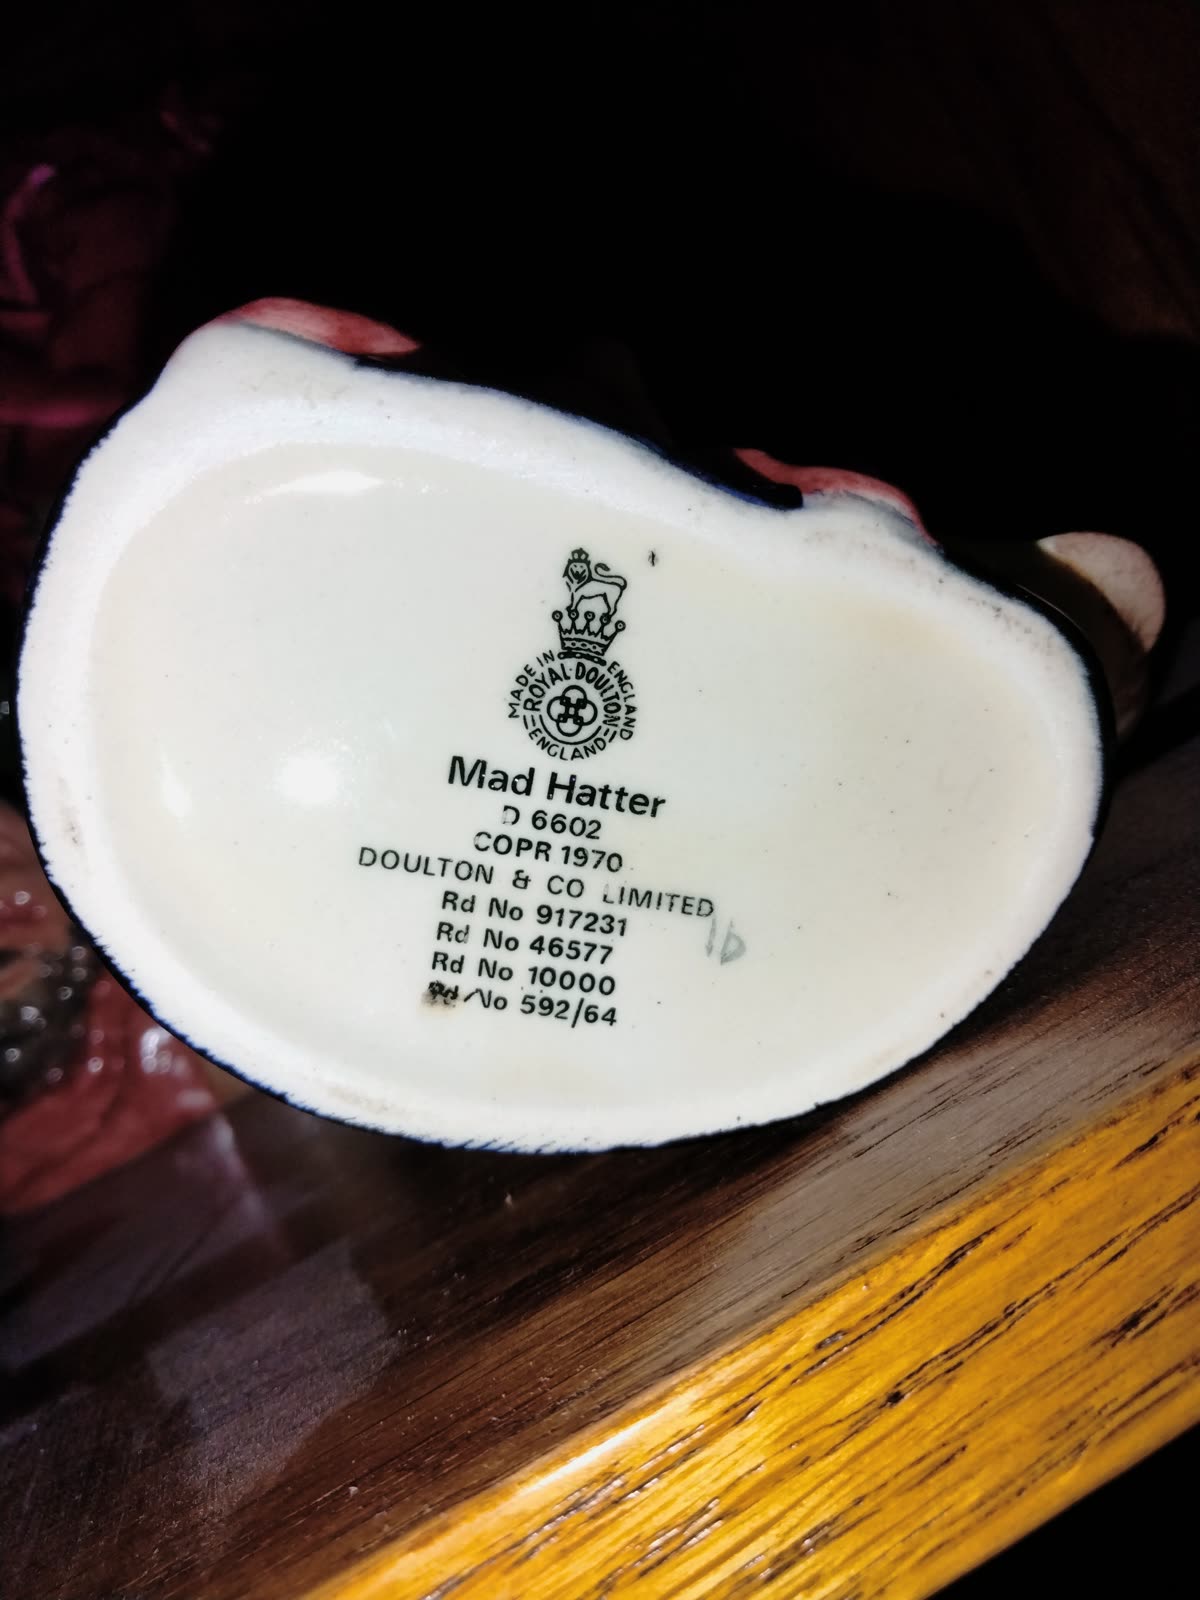 MADE IN ENGLAND
ROYAL·DOULTON
ENGLAND
Mad Hatter
D 6602
COPR 1970
DOULTON & CO LIMITED
Rd No 917231
Rd No 46577
Rd No 10000
Rd No 592/64